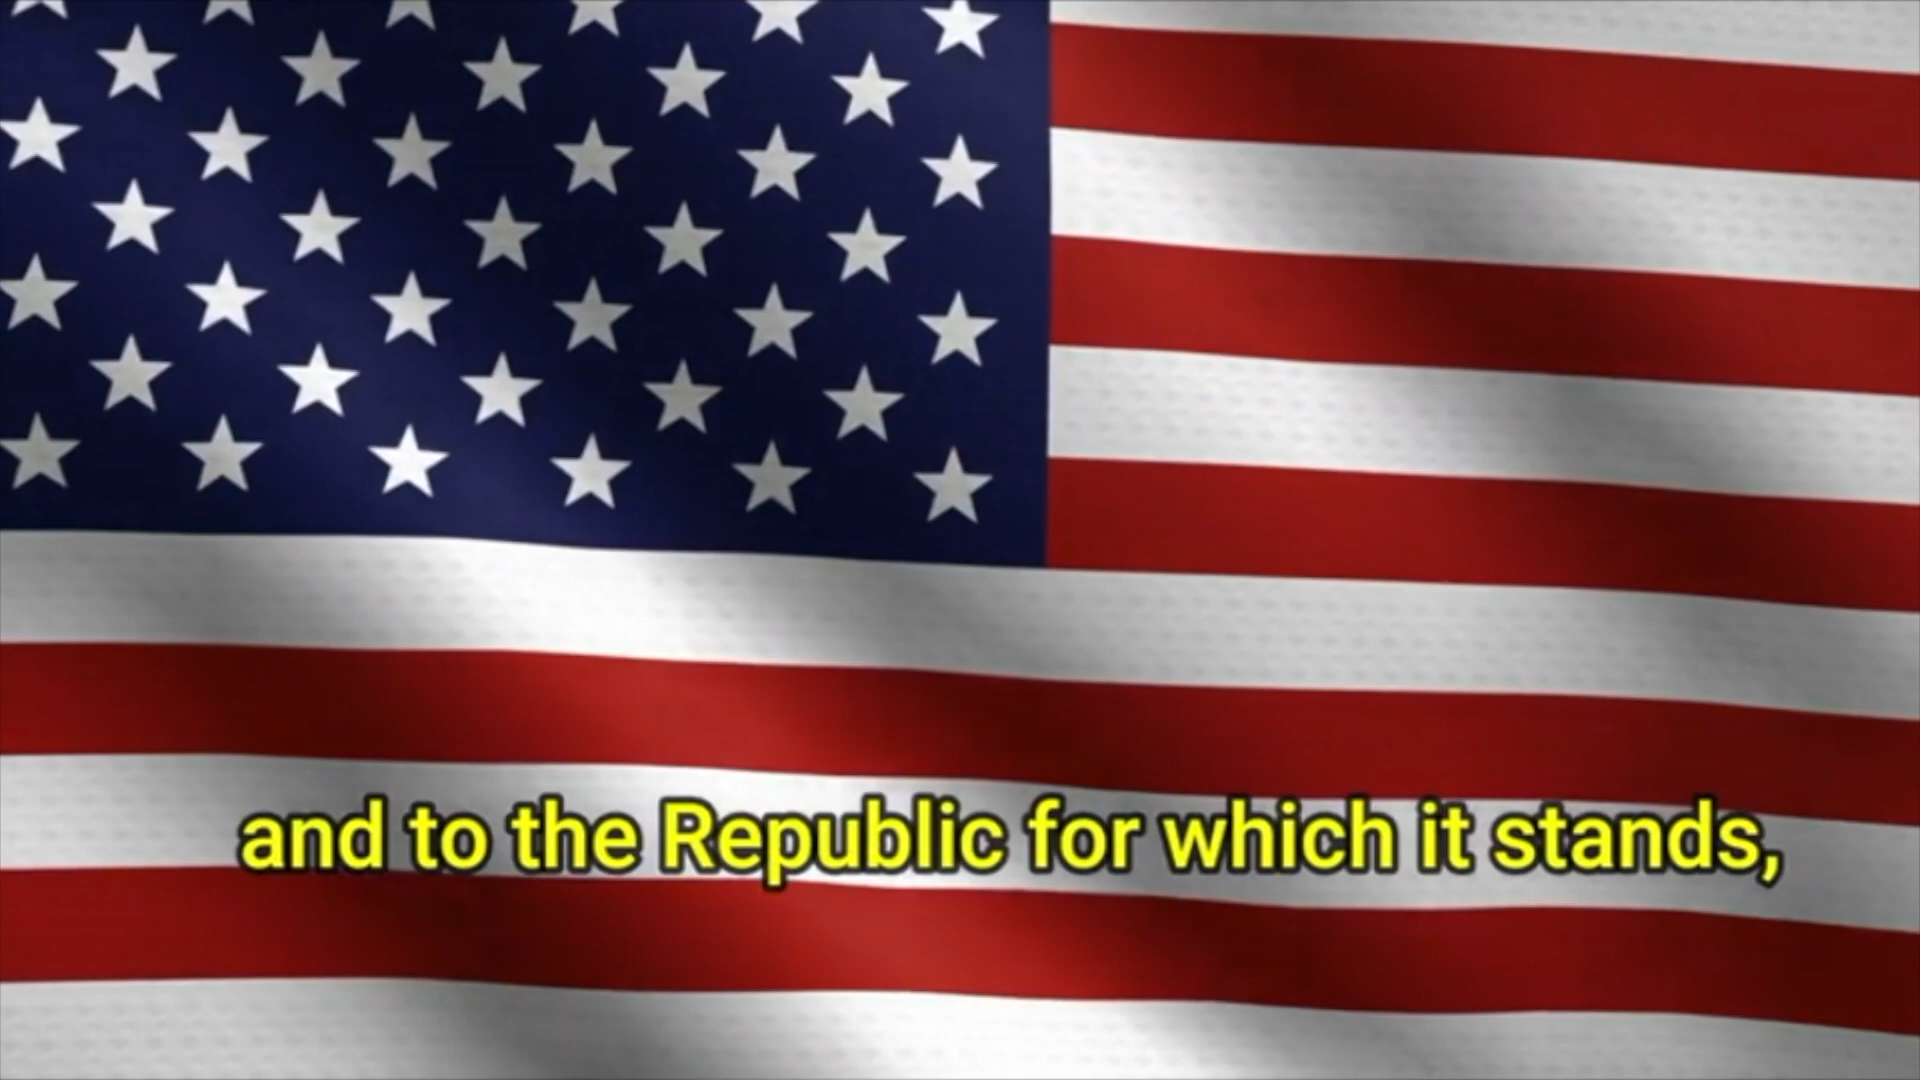 and to the Republic for which it stands,